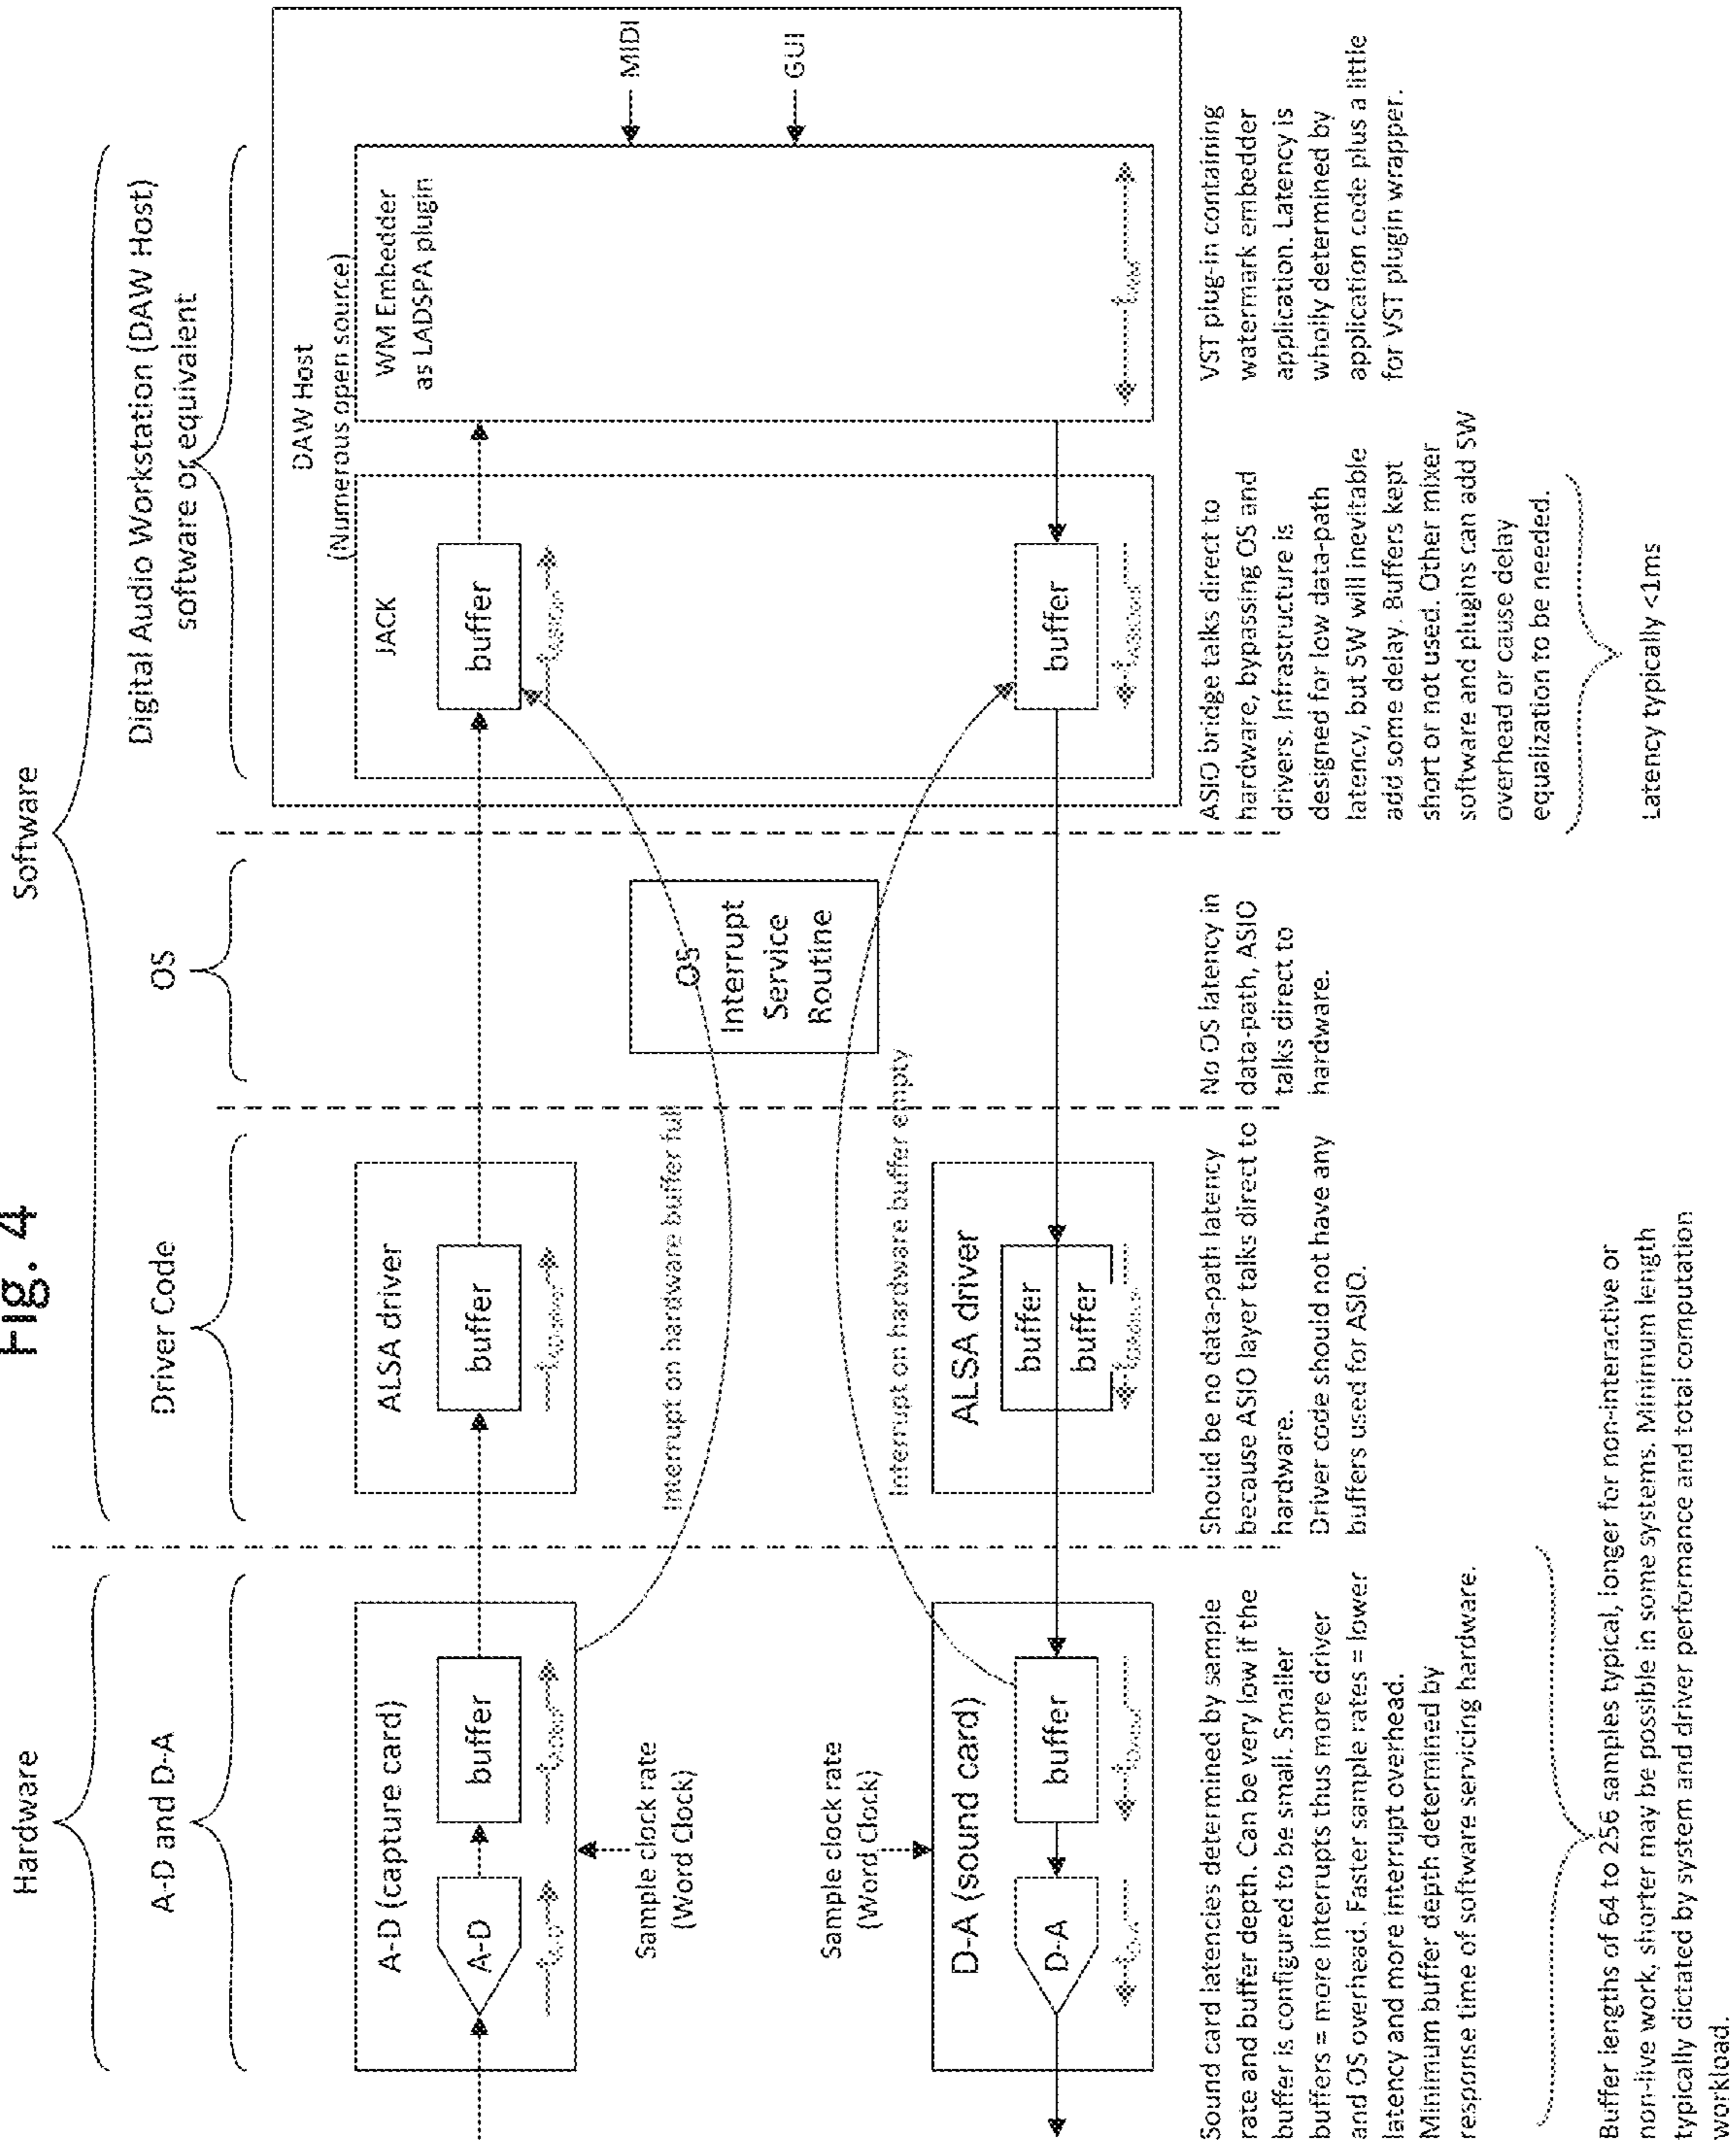 Fig. 4
Hardware
Software
A-D and D-A
Driver Code
OS
Digital Audio Workstation (DAW Host)
software or equivalent
DAW Host
(Numerous open source)
A-D (capture card)
A-D
buffer
ALSA driver
buffer
JACK
buffer
WM Embedder
as LADSPA plugin
MIDI
GUI
Sample clock rate
(Word Clock)
Interrupt on hardware buffer full
OS
Interrupt
Service
Routine
Sample clock rate
(Word Clock)
Interrupt on hardware buffer empty
D-A (sound card)
D-A
buffer
ALSA driver
buffer
buffer
buffer
Sound card latencies determined by sample
rate and buffer depth. Can be very low if the
buffer is configured to be small. Smaller
buffers = more interrupts thus more driver
and OS overhead. Faster sample rates = lower
latency and more interrupt overhead.
Minimum buffer depth determined by
response time of software servicing hardware.
Should be no data-path latency
because ASIO layer talks direct to
hardware.
Driver code should not have any
buffers used for ASIO.
No OS latency in
data-path, ASIO
talks direct to
hardware.
ASIO bridge talks direct to
hardware, bypassing OS and
drivers. Infrastructure is
designed for low data-path
latency, but SW will inevitable
add some delay. Buffers kept
short or not used. Other mixer
software and plugins can add SW
overhead or cause delay
equalization to be needed.
VST plug-in containing
watermark embedder
application. Latency is
wholly determined by
application code plus a little
for VST plugin wrapper.
Buffer lengths of 64 to 256 samples typical, longer for non-interactive or
non-live work, shorter may be possible in some systems. Minimum length
typically dictated by system and driver performance and total computation
workload.
Latency typically <1ms